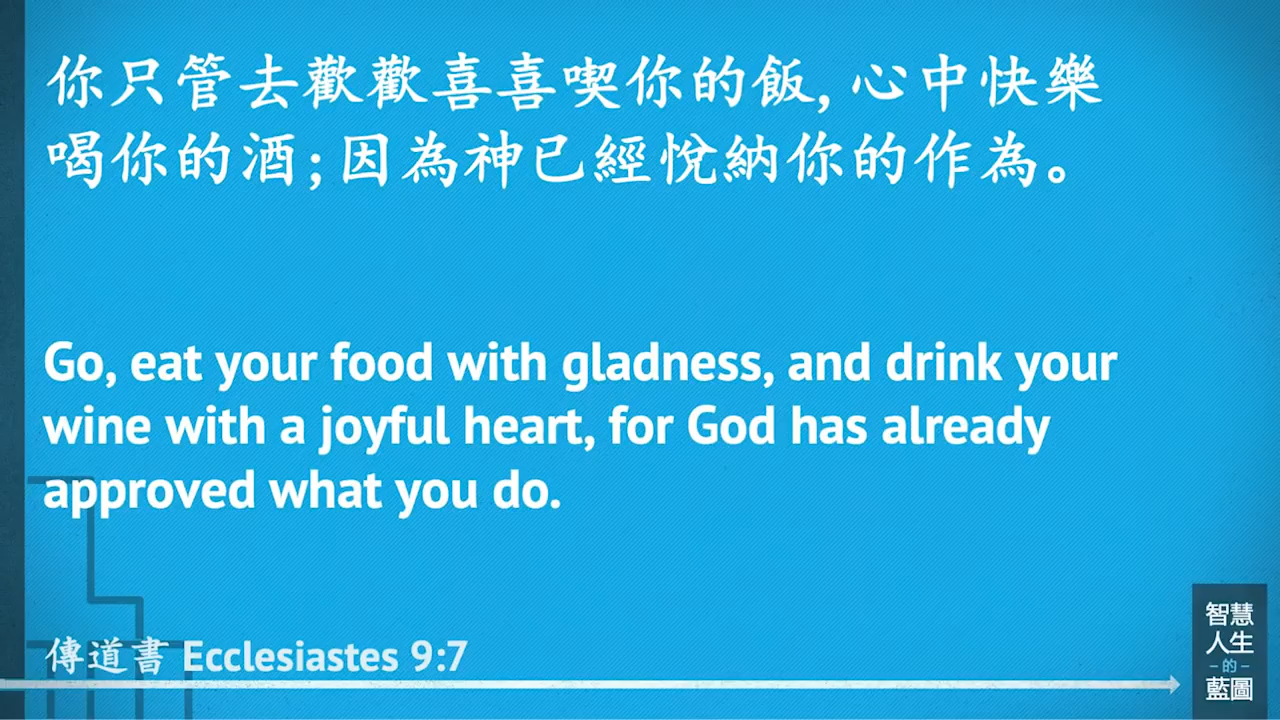 你只管去歡歡喜喜喫你的飯,心中快樂
喝你的酒;因為神已經悅納你的作為。
Go, eat your food with gladness, and drink your
wine with a joyful heart, for God has already
approved what you do.
傳道書 Ecclesiastes 9:7
智慧
人生
–的–
藍圖